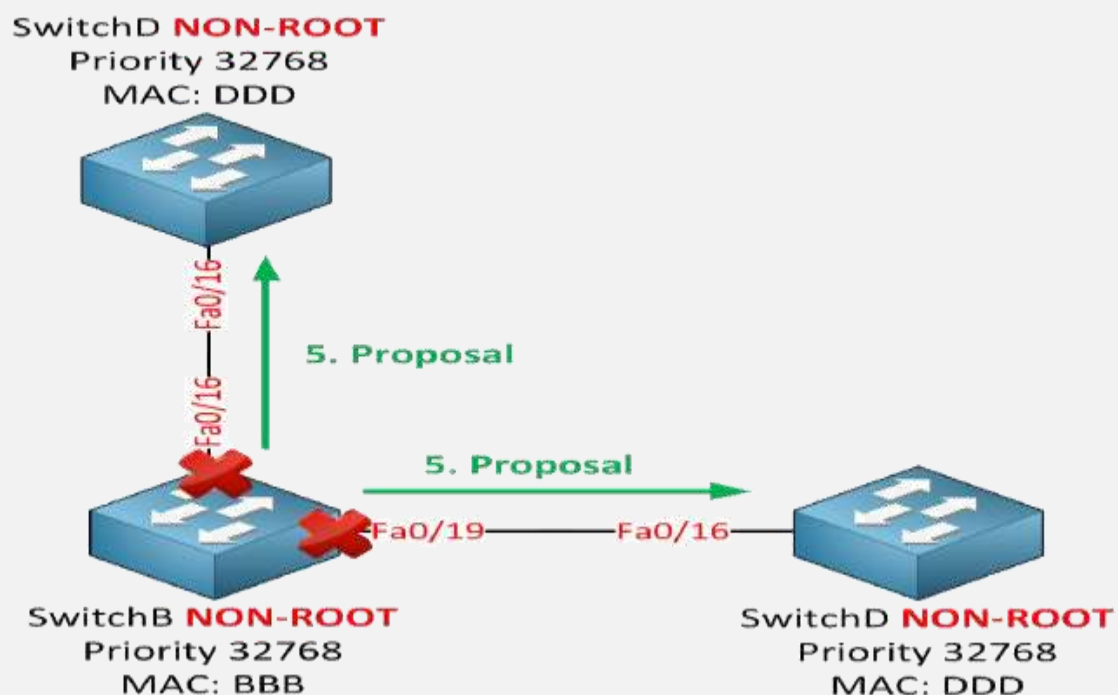 SwitchD NON-ROOT
Priority 32768
MAC: DDD
Fa0/16
5. Proposal
Fa0/16
5. Proposal
Fa0/19
Fa0/16
SwitchB NON-ROOT
Priority 32768
MAC: BBB
SwitchD NON-ROOT
Priority 32768
MAC: DDD